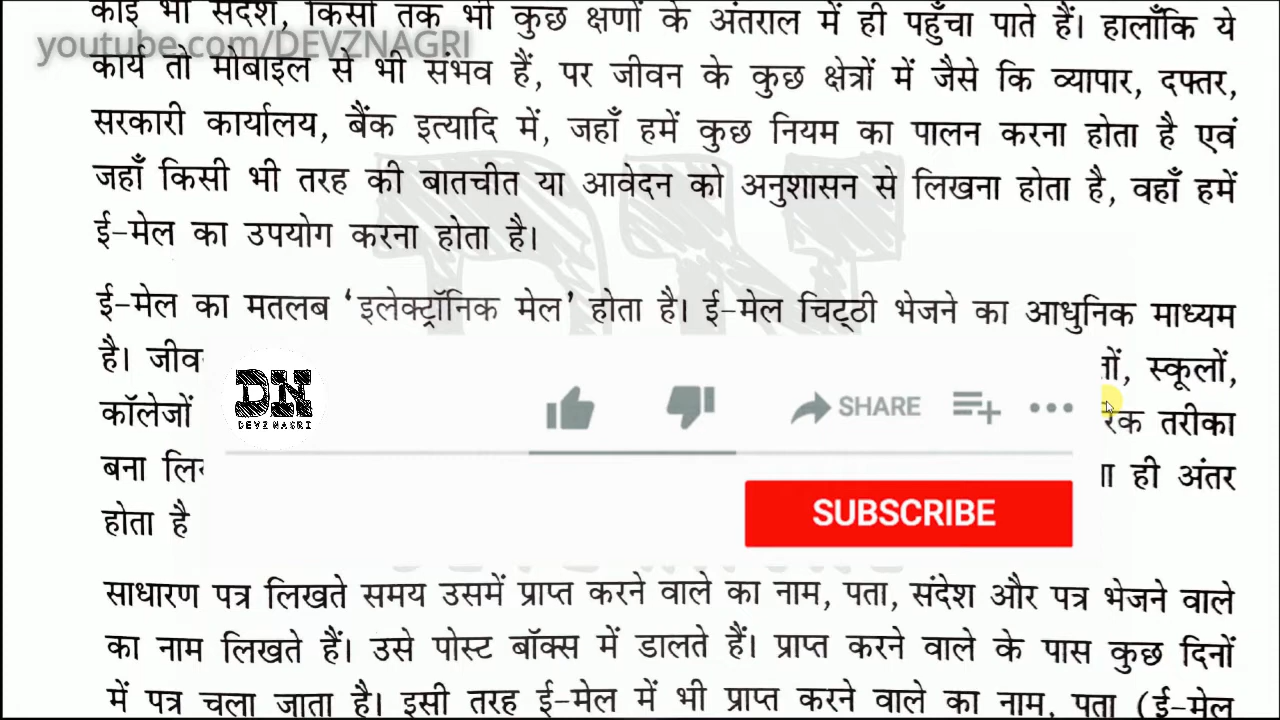 कोई भी संदेश, किसी तक भी कुछ क्षणों के अंतराल में ही पहुँचा पाते हैं। हालाँकि ये
youtube.com/DEVZNAGRI
कार्य तो मोबाइल से भी संभव हैं, पर जीवन के कुछ क्षेत्रों में जैसे कि व्यापार, दफ्तर,
सरकारी कार्यालय, बैंक इत्यादि में, जहाँ हमें कुछ नियम का पालन करना होता है एवं
जहाँ किसी भी तरह की बातचीत या आवेदन को अनुशासन से लिखना होता है, वहाँ हमें
ई-मेल का उपयोग करना होता है।
ई-मेल का मतलब ‘इलेक्ट्रॉनिक मेल’ होता है। ई-मेल चिट्ठी भेजने का आधुनिक माध्यम
है। स्कूलों,
कॉलेजों तरीका
बना ही अंतर
होता है
DN
DEVZ NAGRI
SHARE
SUBSCRIBE
साधारण पत्र लिखते समय उसमें प्राप्त करने वाले का नाम, पता, संदेश और पत्र भेजने वाले
का नाम लिखते हैं। उसे पोस्ट बॉक्स में डालते हैं। प्राप्त करने वाले के पास कुछ दिनों
में पत्र चला जाता है। इसी तरह ई-मेल में भी प्राप्त करने वाले का नाम, पता (ई-मेल